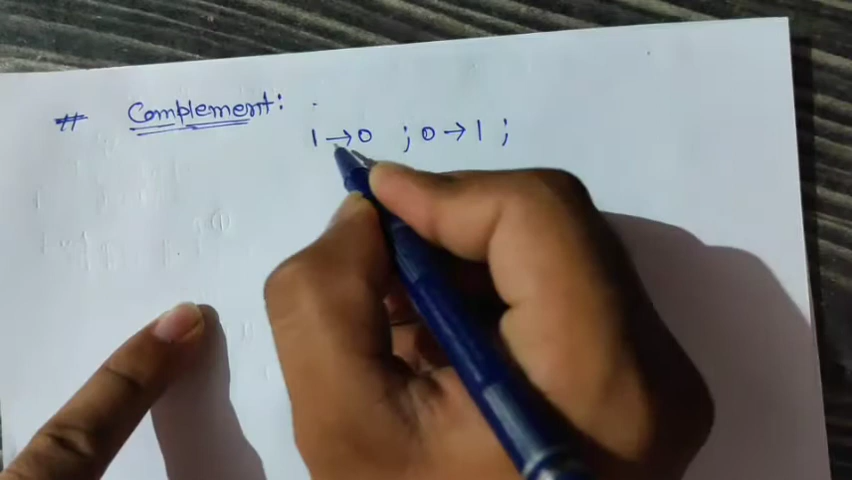 # Complement:
1→0 ; 0→1 ;